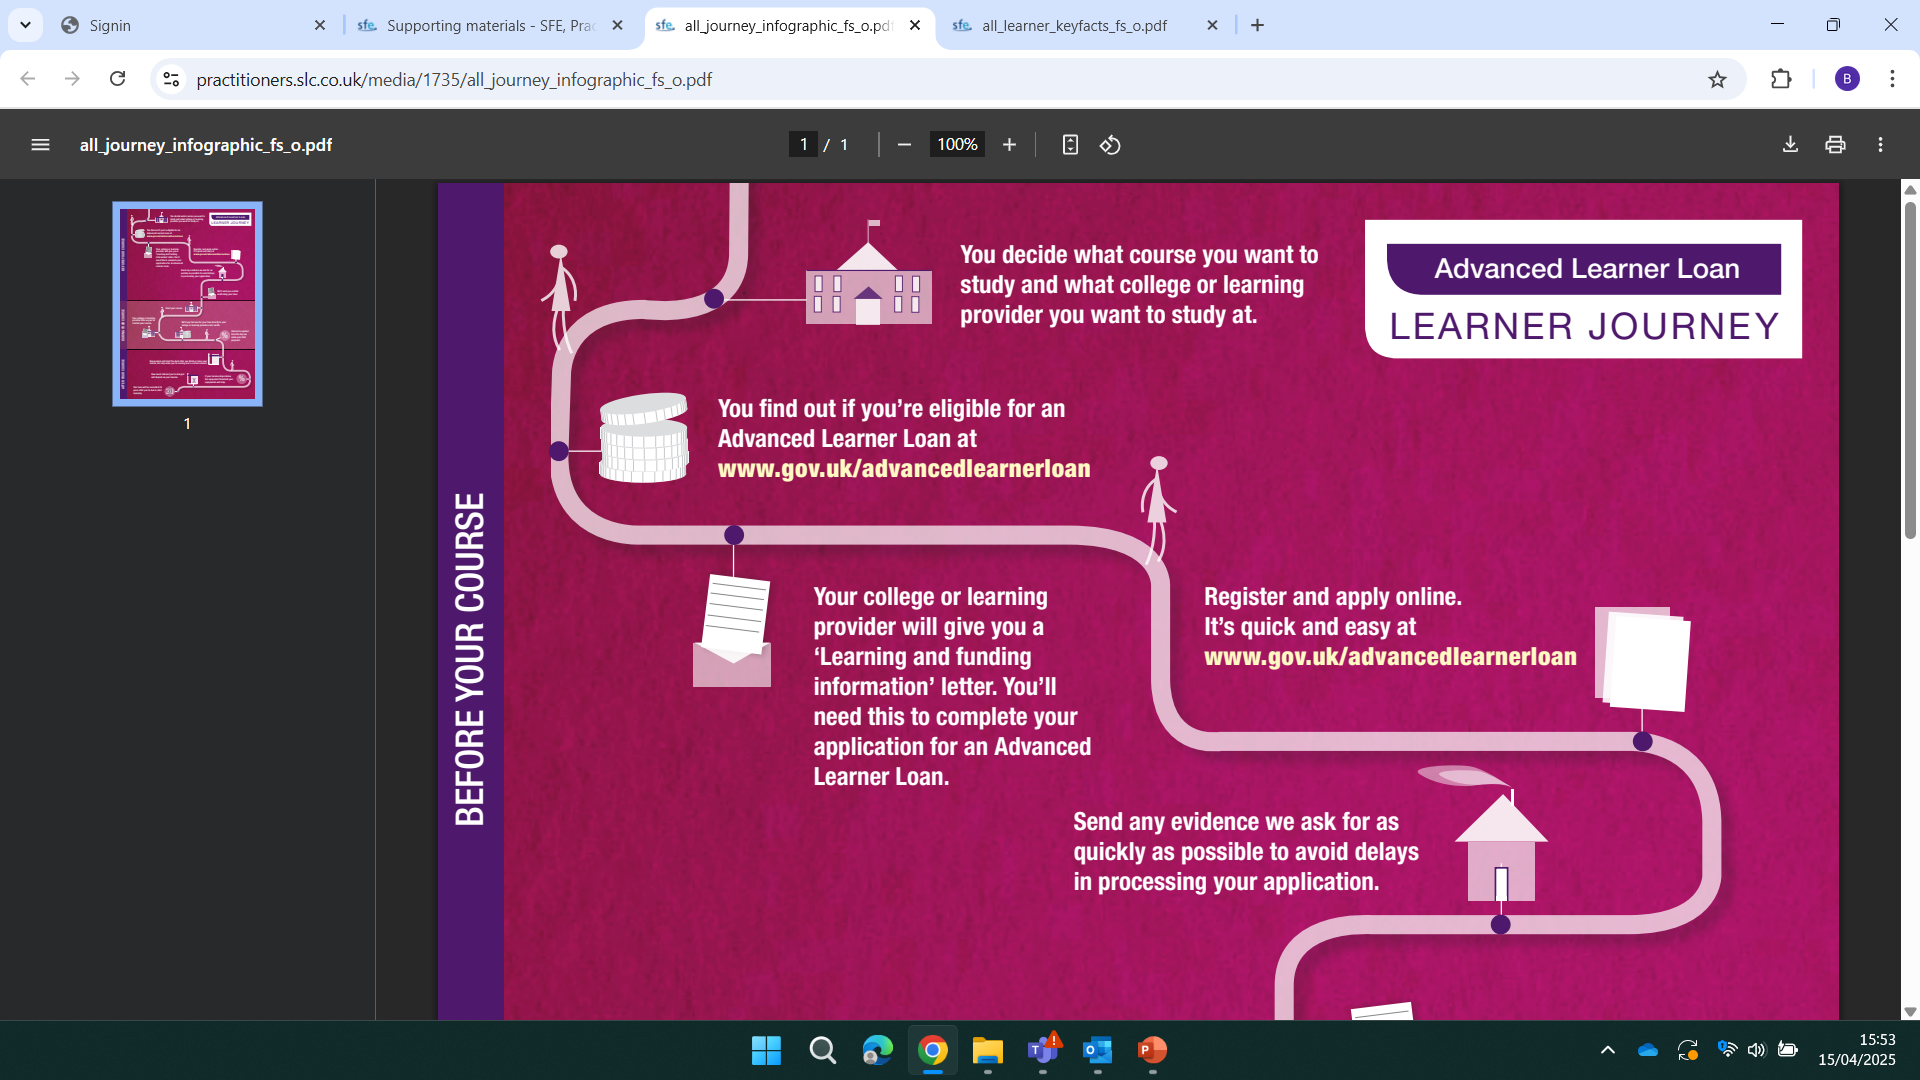 Signin
sfe Supporting materials - SFE, Prac
sfe all_journey_infographic_fs_o.pdf
sfe all_learner_keyfacts_fs_o.pdf
practitioners.slc.co.uk/media/1735/all_journey_infographic_fs_o.pdf
B
all_journey_infographic_fs_o.pdf
1 / 1
100%
1
BEFORE YOUR COURSE
Advanced Learner Loan
LEARNER JOURNEY
You decide what course you want to
study and what college or learning
provider you want to study at.
You find out if you’re eligible for an
Advanced Learner Loan at
www.gov.uk/advancedlearnerloan
Your college or learning
provider will give you a
‘Learning and funding
information’ letter. You’ll
need this to complete your
application for an Advanced
Learner Loan.
Register and apply online.
It’s quick and easy at
www.gov.uk/advancedlearnerloan
Send any evidence we ask for as
quickly as possible to avoid delays
in processing your application.
15:53
15/04/2025